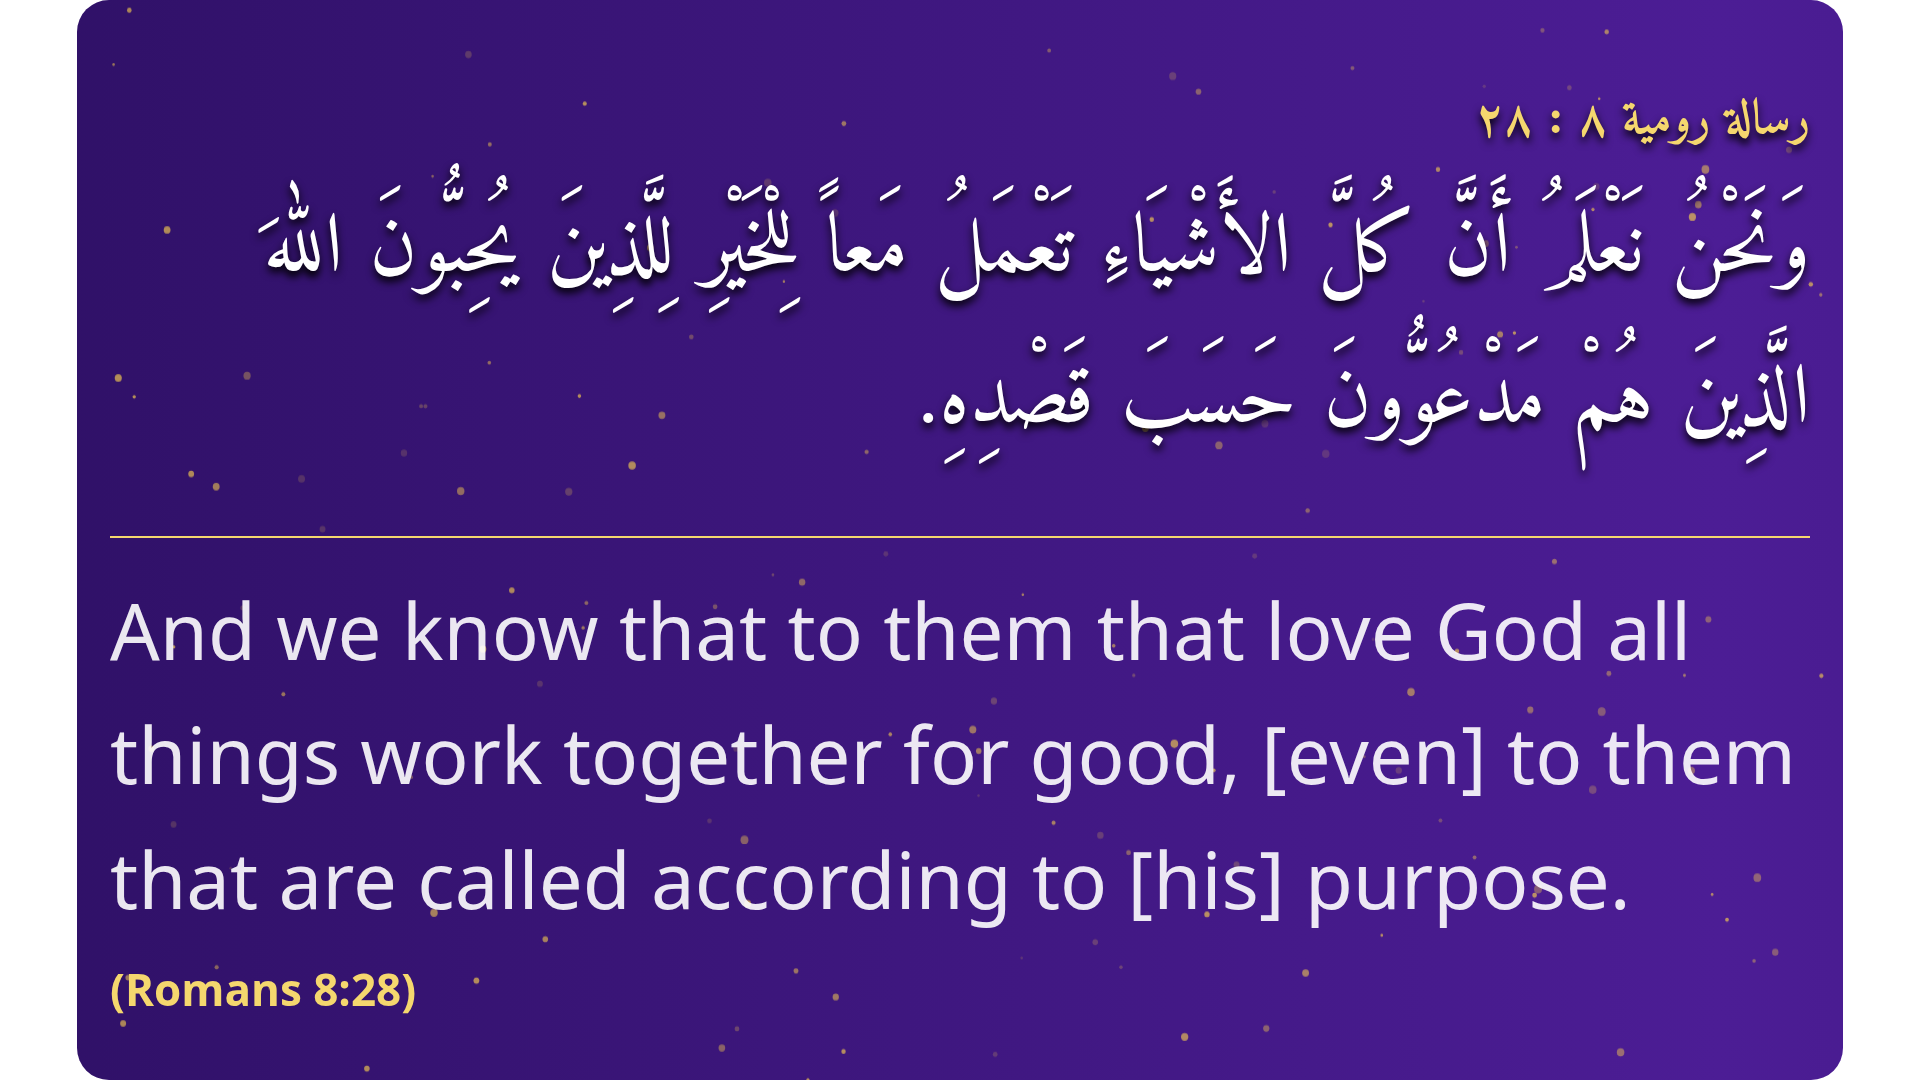 رسالة رومية ٨ : ٢٨
وَنَحْنُ نَعْلَمُ أَنَّ كُلَّ الأَشْيَاءِ تَعْمَلُ مَعاً لِلْخَيْرِ لِلَّذِينَ يُحِبُّونَ اللهَ
الَّذِينَ هُمْ مَدْعُوُّونَ حَسَبَ قَصْدِهِ.
And we know that to them that love God all
things work together for good, [even] to them
that are called according to [his] purpose.
(Romans 8:28)